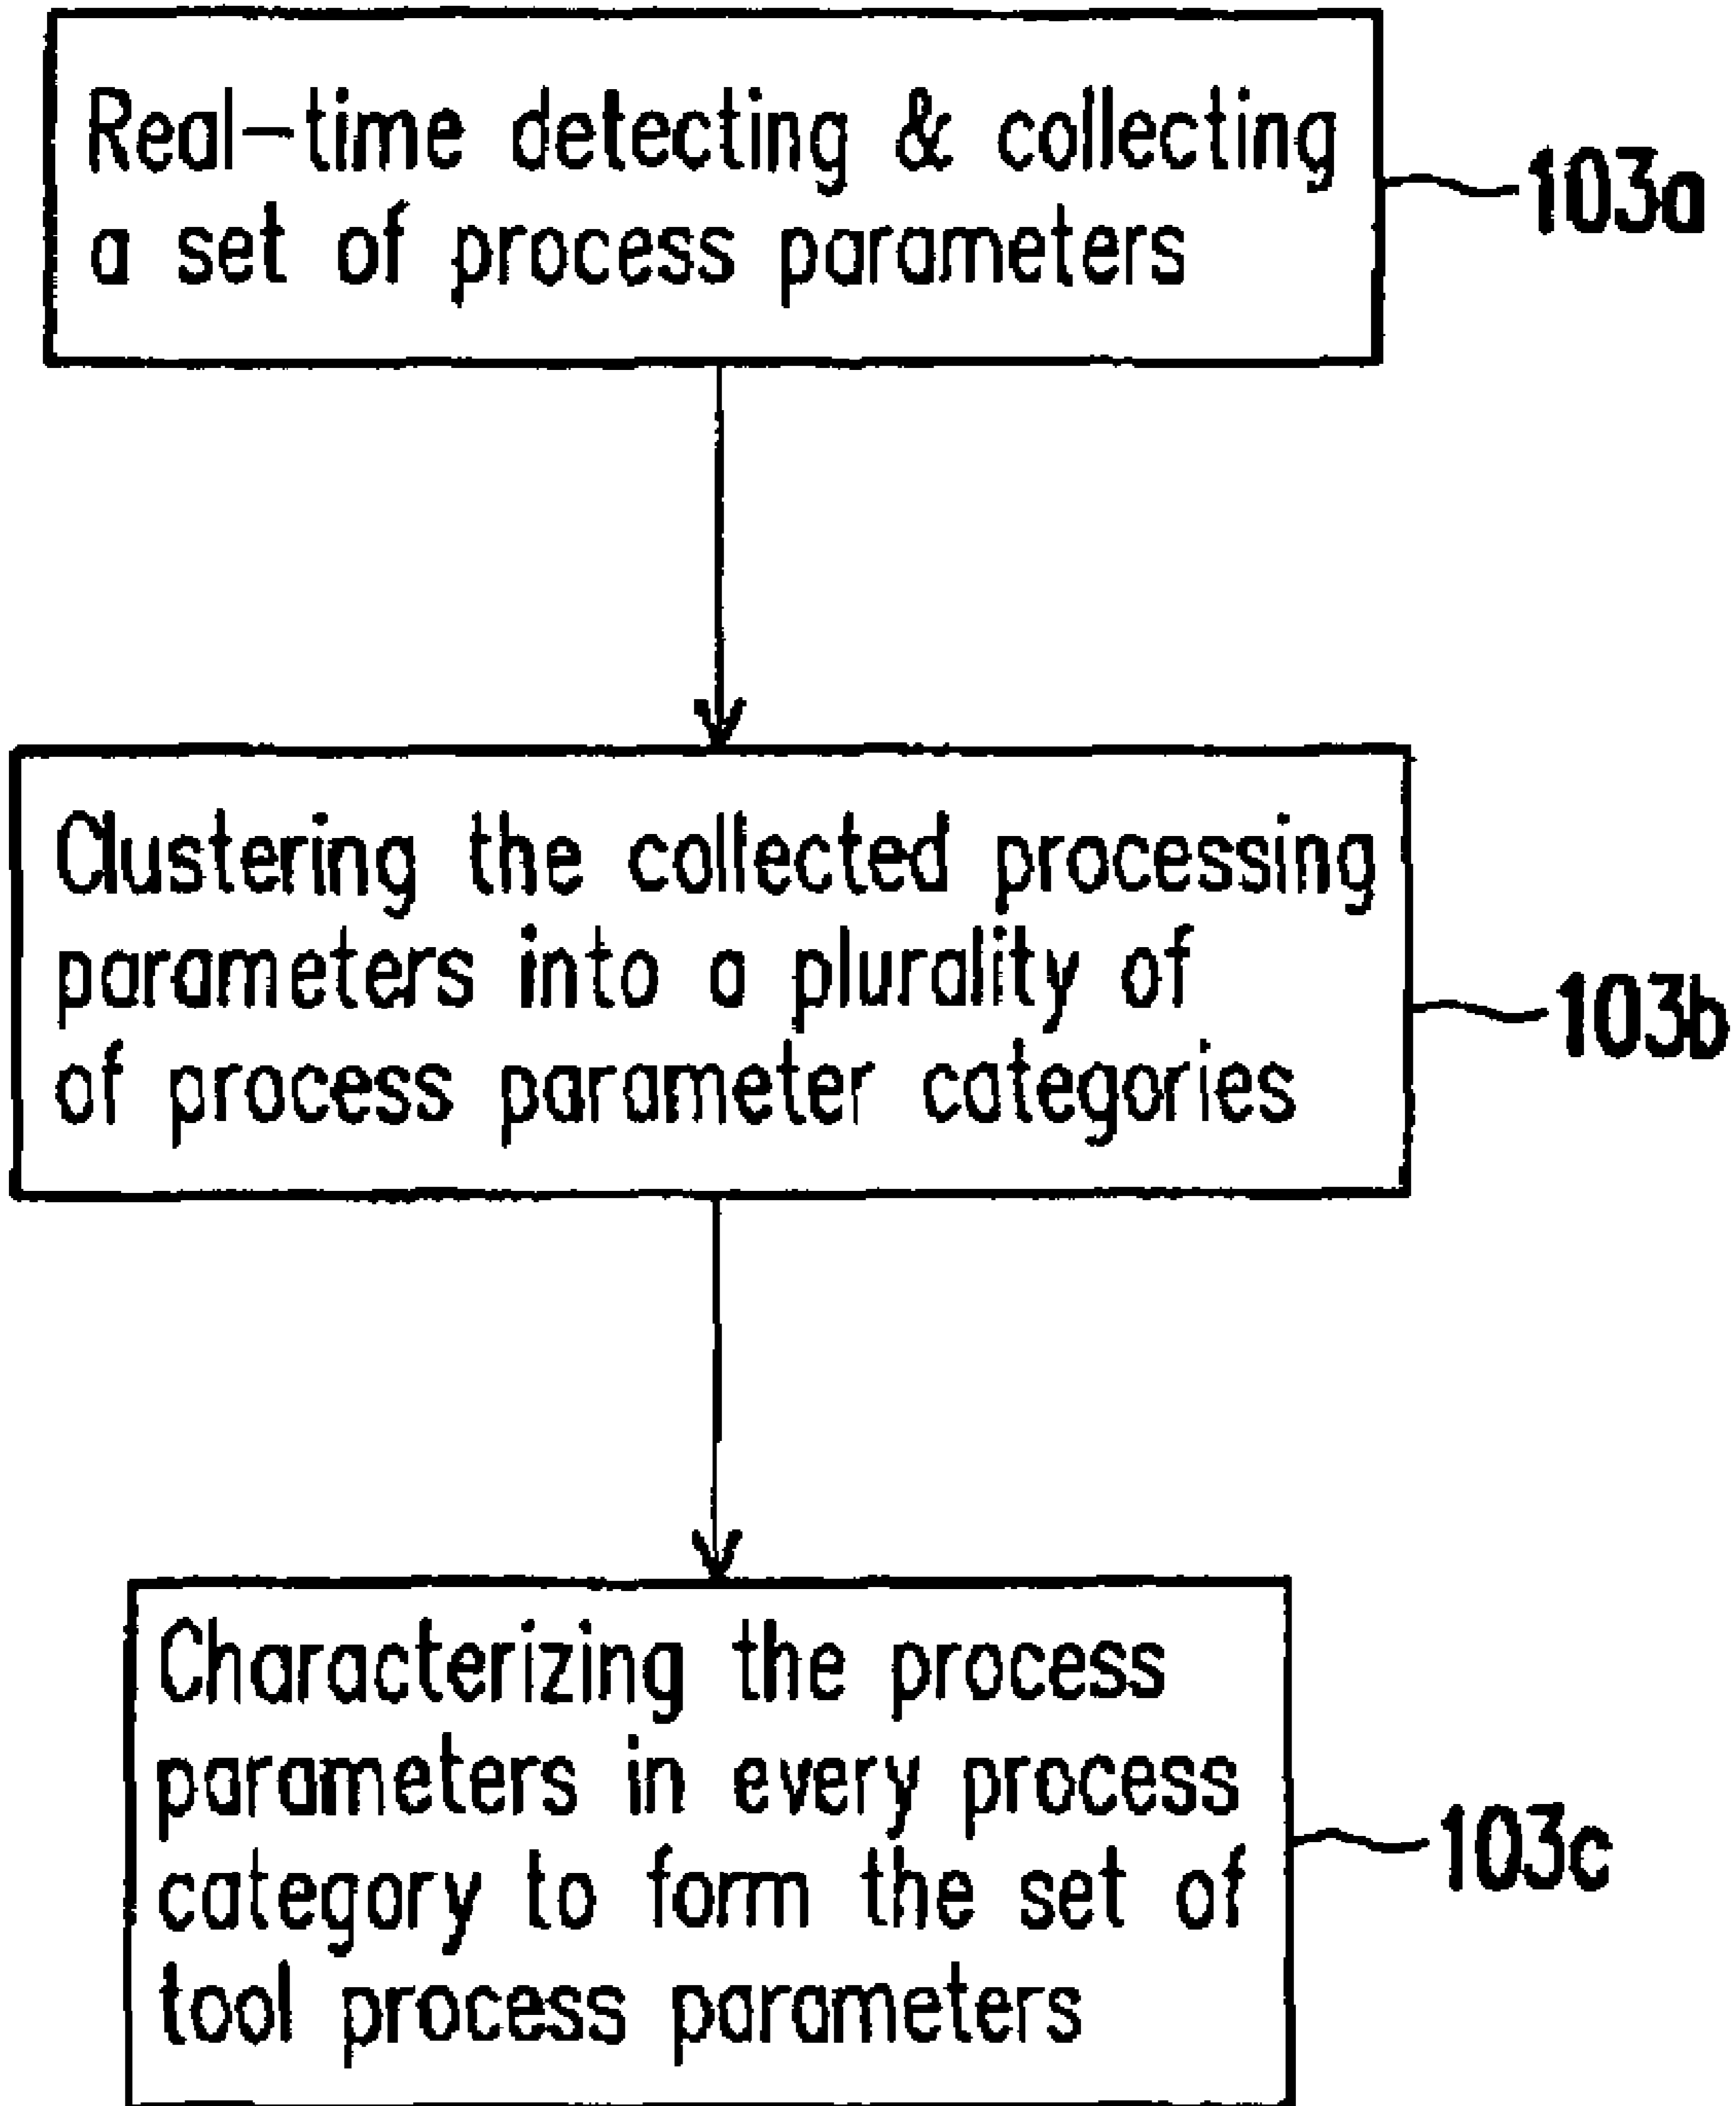 Real-time detecting & collecting
a set of process parameters
103a
Clustering the collected processing
parameters into a plurality of
of process parameter categories
103b
Characterizing the process
parameters in every process
category to form the set of
tool process parameters
103c